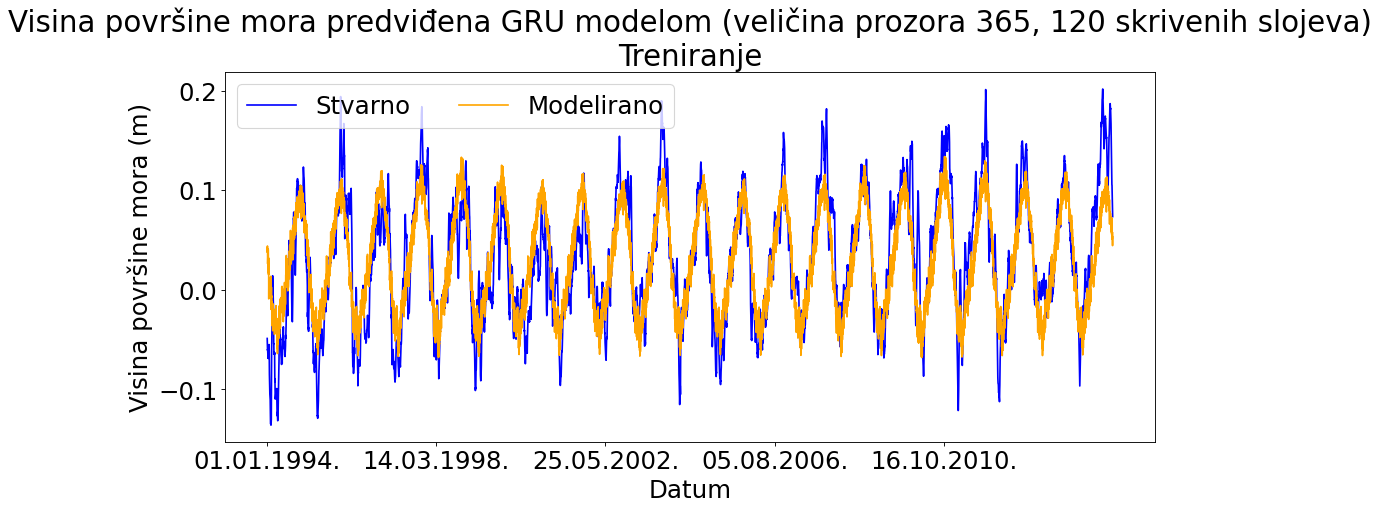 Visina površine mora predviđena GRU modelom (veličina prozora 365, 120 skrivenih slojeva)
Treniranje
Stvarno
Modelirano
Visina površine mora (m)
0.2
0.1
0.0
−0.1
01.01.1994.
14.03.1998.
25.05.2002.
05.08.2006.
16.10.2010.
Datum